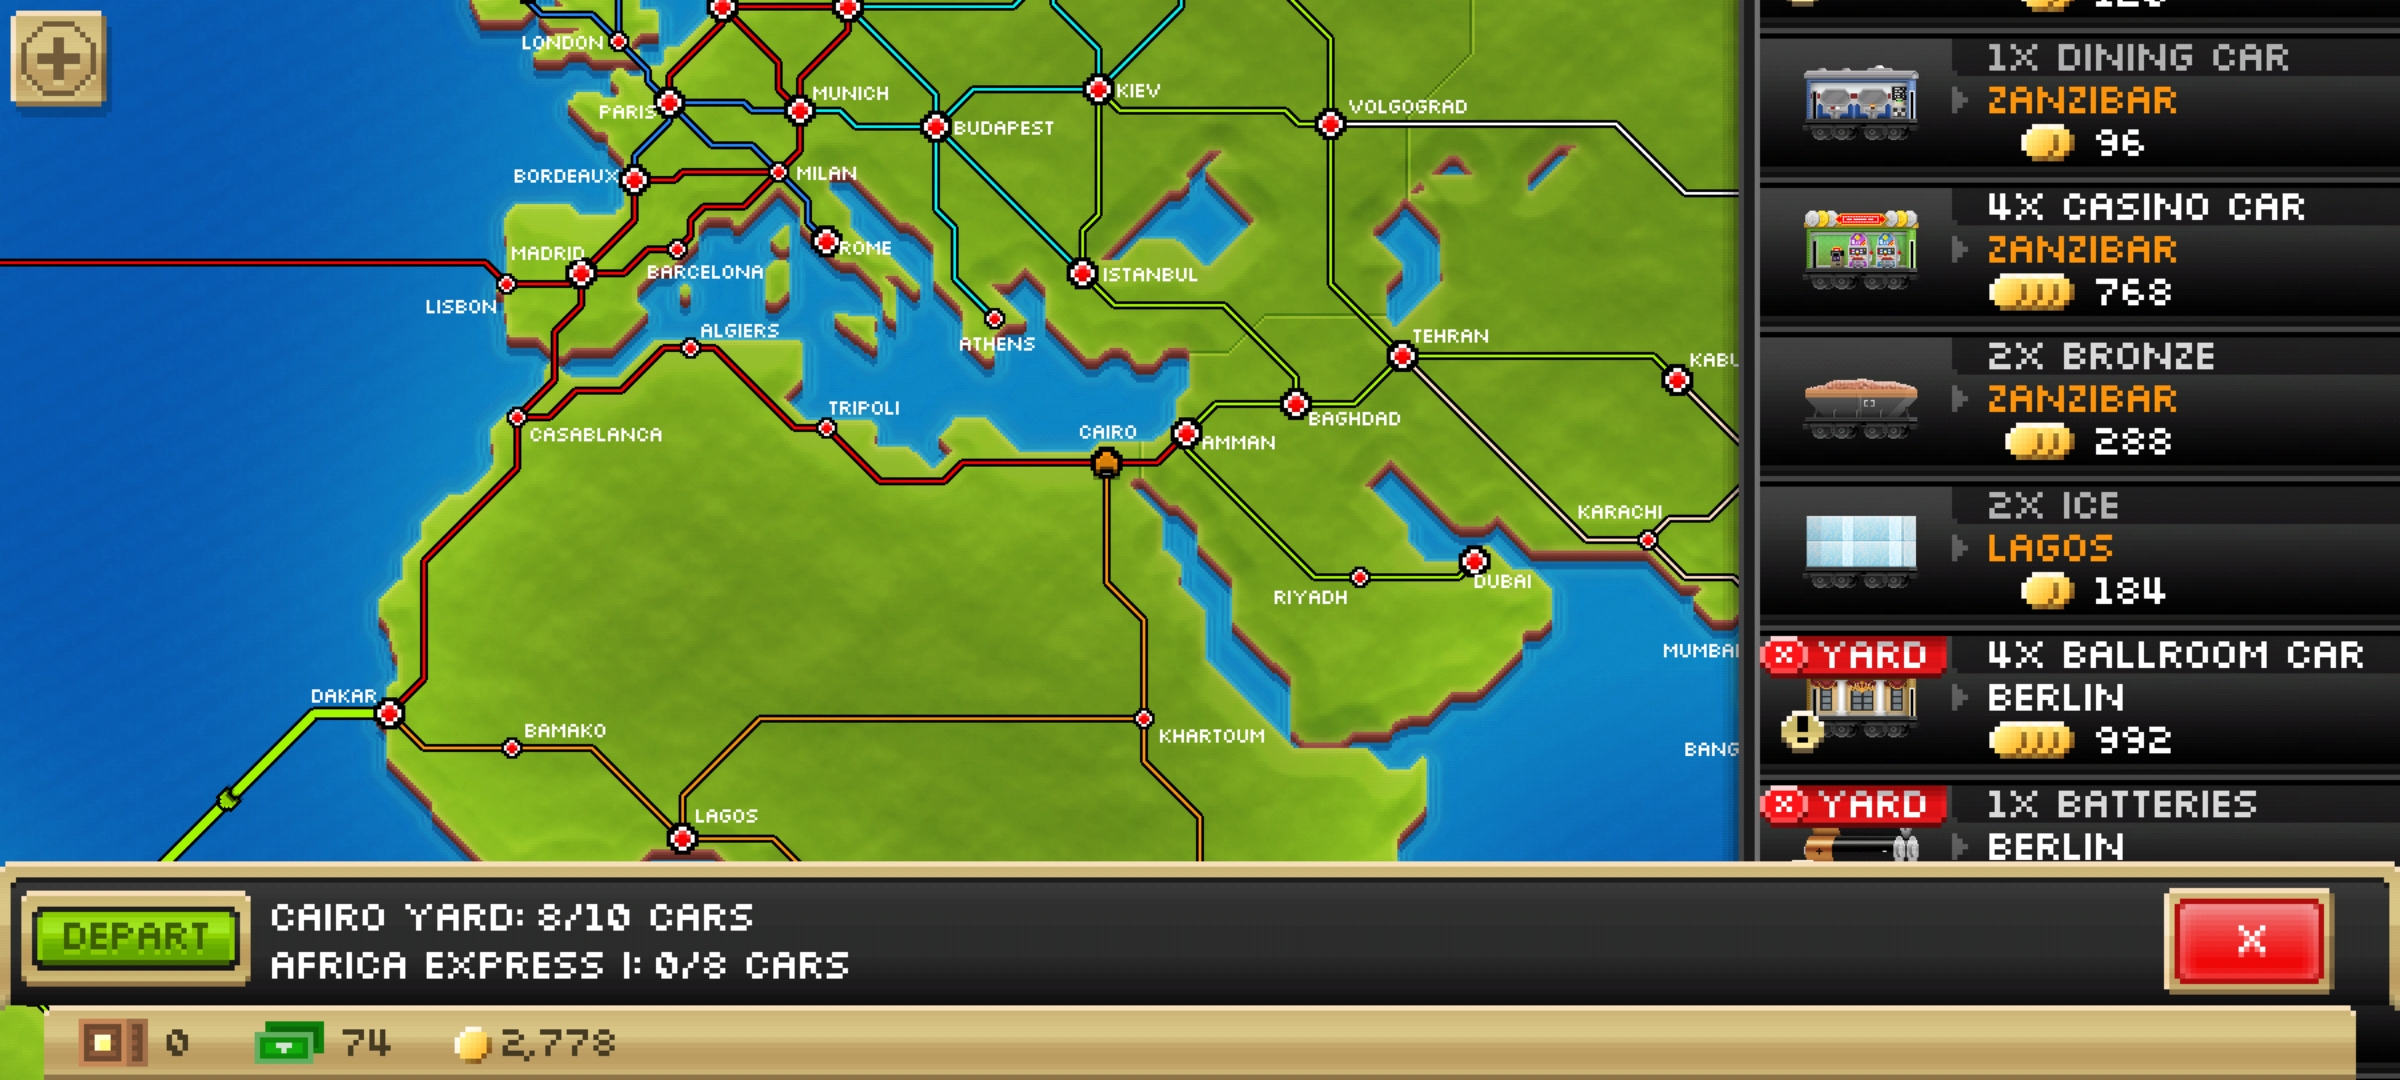 LONDON
PARIS
MUNICH
KIEV
VOLGOGRAD
BUDAPEST
BORDEAUX
MILAN
MADRID
ROME
BARCELONA
ISTANBUL
LISBON
ALGIERS
ATHENS
TEHRAN
TRIPOLI
CASABLANCA
CAIRO
AMMAN
BAGHDAD
KARACHI
RIYADH
DUBAI
DAKAR
BAMAKO
KHARTOUM
LAGOS
1X DINING CAR
ZANZIBAR
96
4X CASINO CAR
ZANZIBAR
768
2X BRONZE
ZANZIBAR
288
2X ICE
LAGOS
184
YARD
4X BALLROOM CAR
BERLIN
992
YARD
1X BATTERIES
BERLIN
DEPART
CAIRO YARD: 8/10 CARS
AFRICA EXPRESS I: 0/8 CARS
X
0
74
2,778